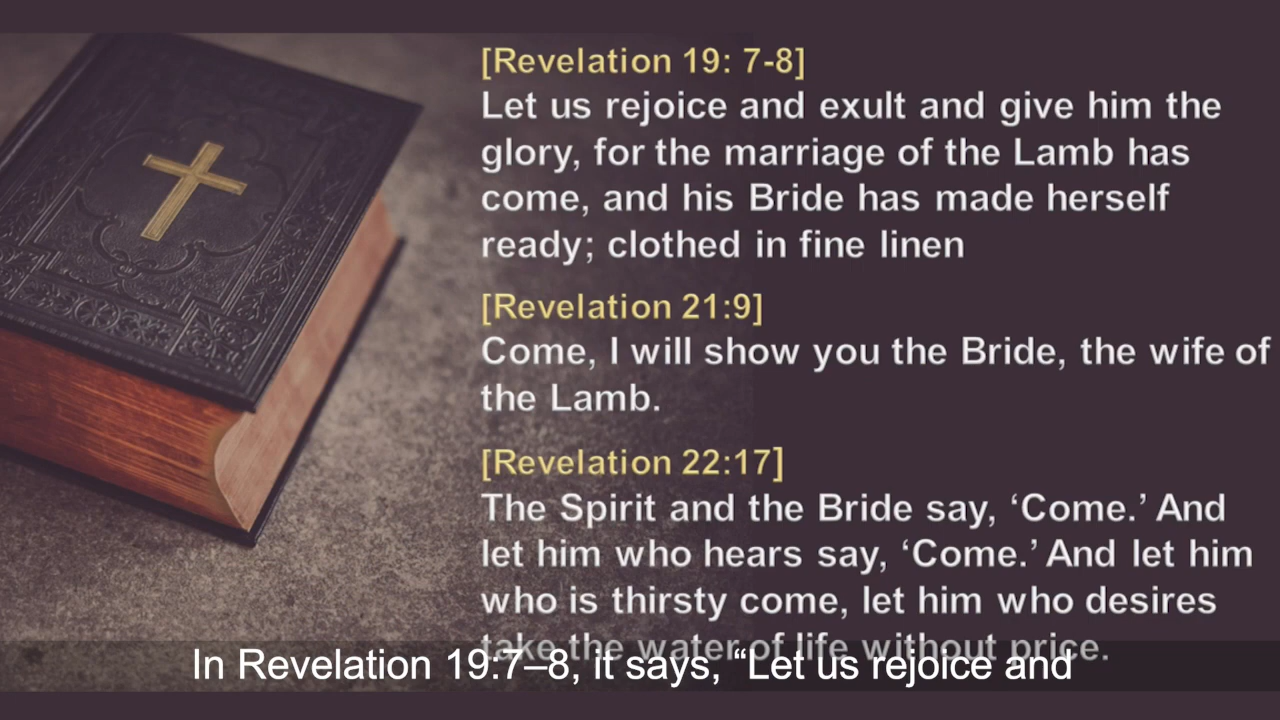 [Revelation 19: 7-8]
Let us rejoice and exult and give him the
glory, for the marriage of the Lamb has
come, and his Bride has made herself
ready; clothed in fine linen
[Revelation 21:9]
Come, I will show you the Bride, the wife of
the Lamb.
[Revelation 22:17]
The Spirit and the Bride say, ‘Come.’ And
let him who hears say, ‘Come.’ And let him
who is thirsty come, let him who desires
take the water of life without price.
In Revelation 19:7–8, it says, “Let us rejoice and